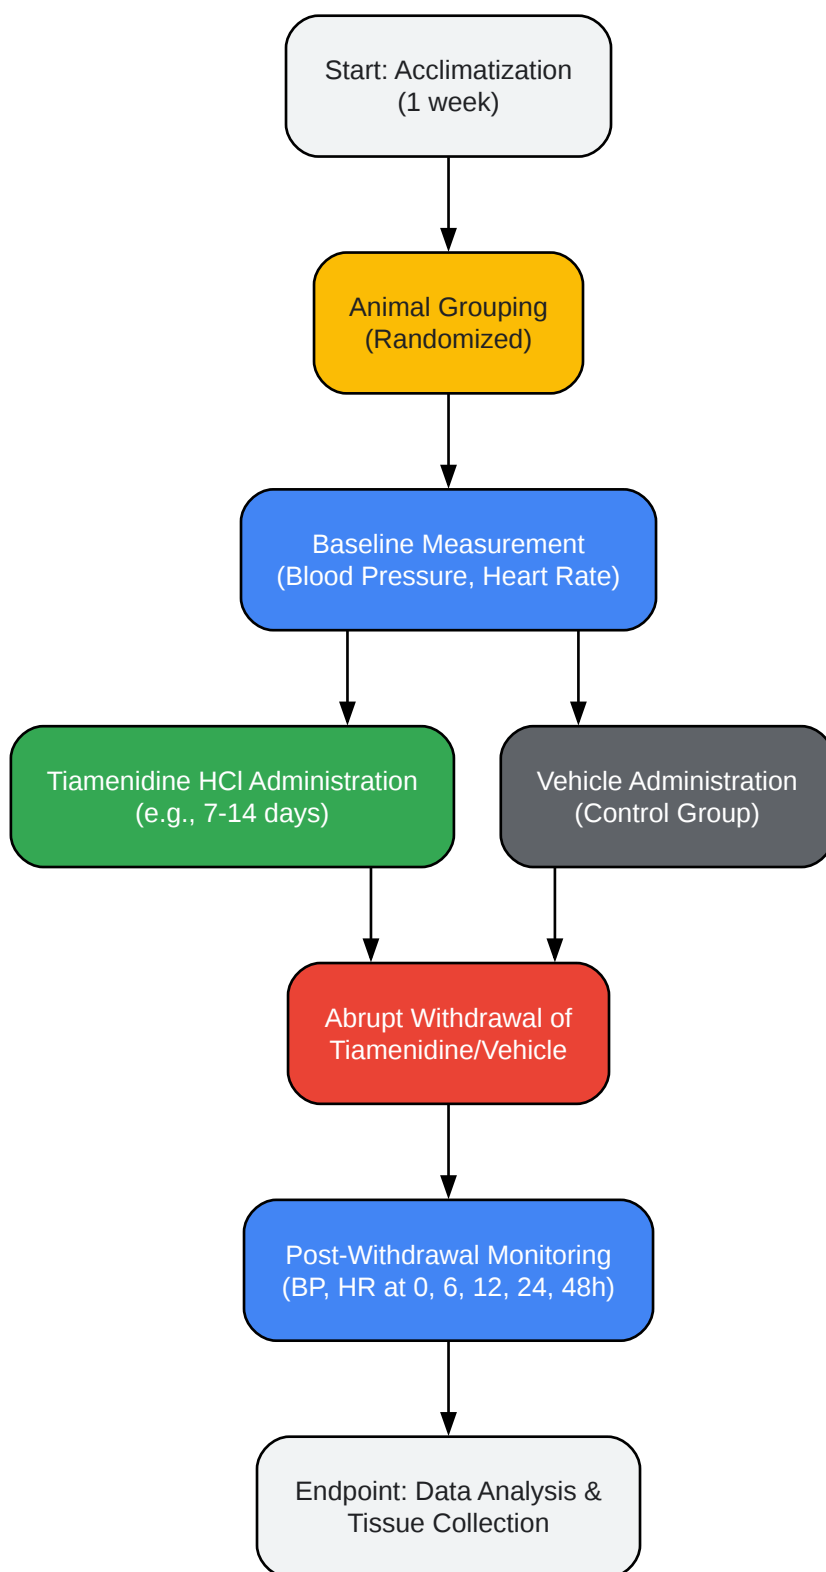 Start: Acclimatization
(1 week)
Animal Grouping
(Randomized)
Baseline Measurement
(Blood Pressure, Heart Rate)
Tiamenidine HCl Administration
(e.g., 7-14 days)
Vehicle Administration
(Control Group)
Abrupt Withdrawal of
Tiamenidine/Vehicle
Post-Withdrawal Monitoring
(BP, HR at 0, 6, 12, 24, 48h)
Endpoint: Data Analysis &
Tissue Collection